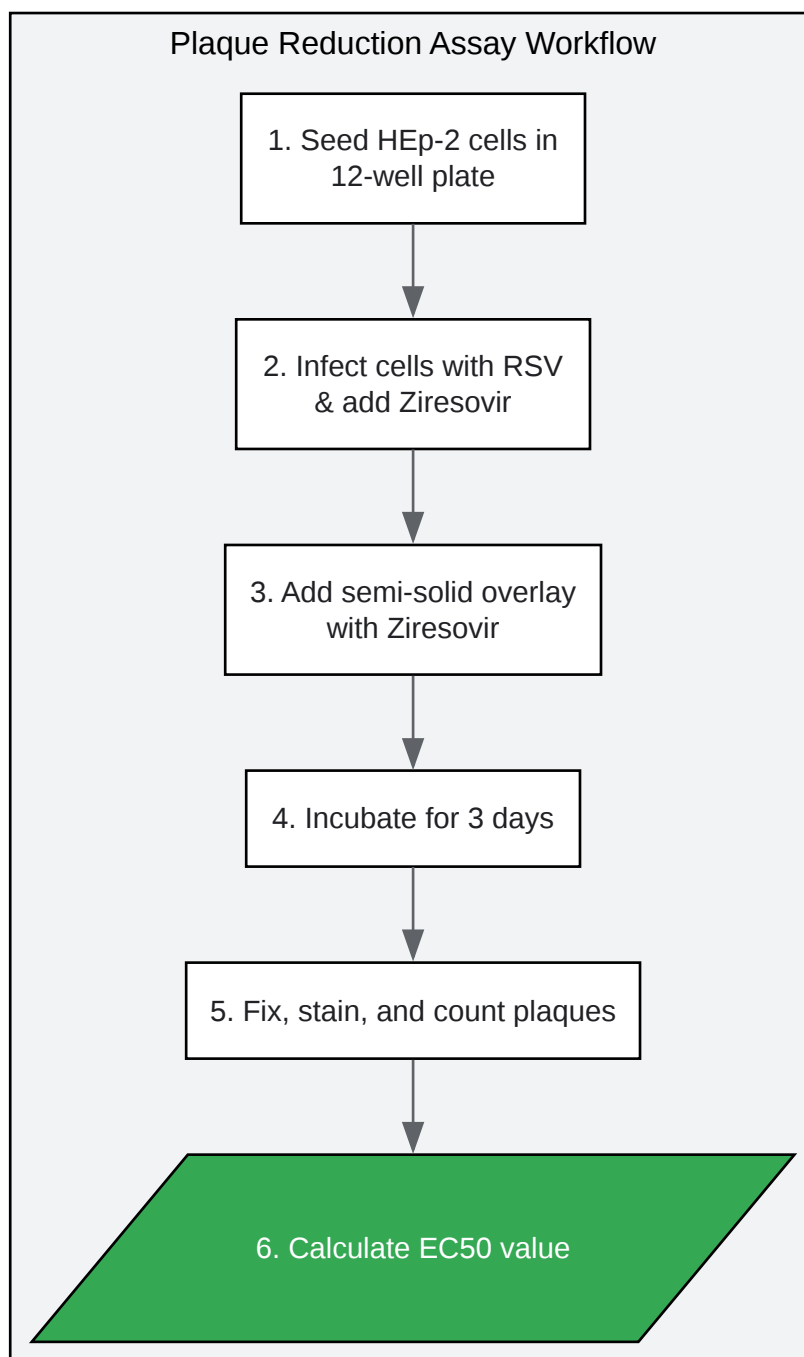 Plaque Reduction Assay Workflow
1. Seed HEp-2 cells in
12-well plate
2. Infect cells with RSV
& add Ziresovir
3. Add semi-solid overlay
with Ziresovir
4. Incubate for 3 days
5. Fix, stain, and count plaques
6. Calculate EC50 value